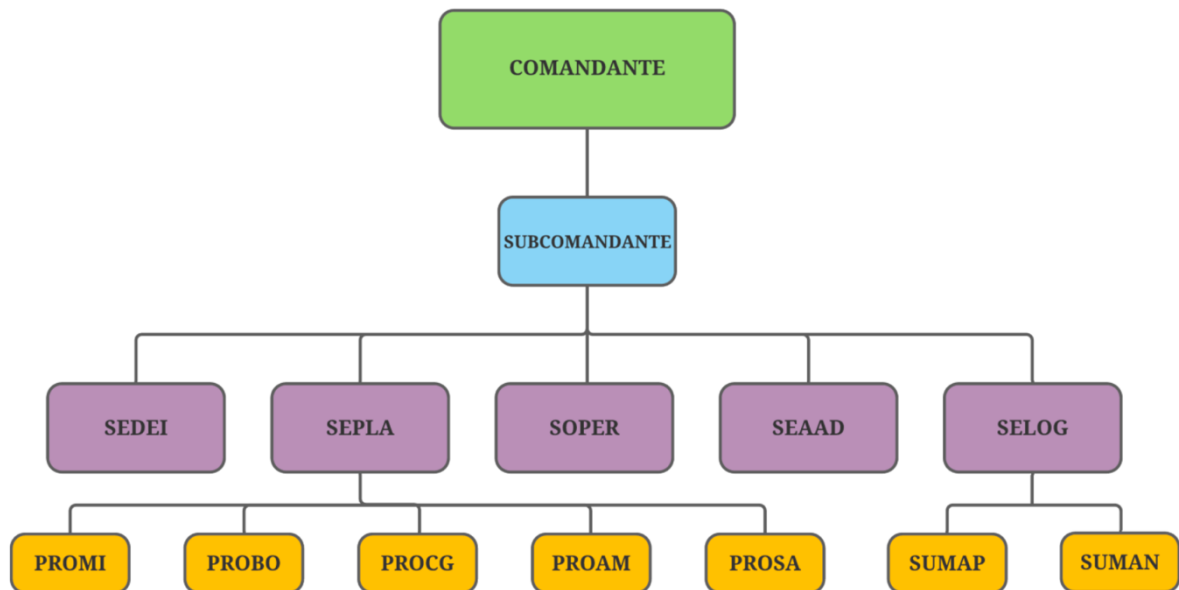 COMANDANTE
SUBCOMANDANTE
SEDEI
SEPLA
SOPER
SEAAD
SELOG
PROMI
PROBO
PROCG
PROAM
PROSA
SUMAP
SUMAN